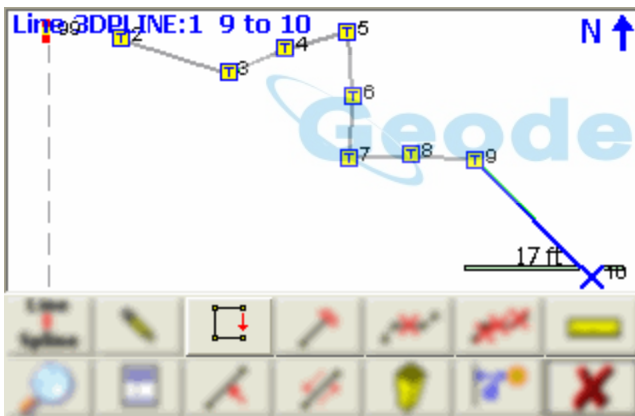 Line 3DPLINE:1 9 to 10
99
T 2
T 3
T 4
T 5
T 6
T 7
T 8
T 9
N
Geode
17 ft
10
Line
Spline